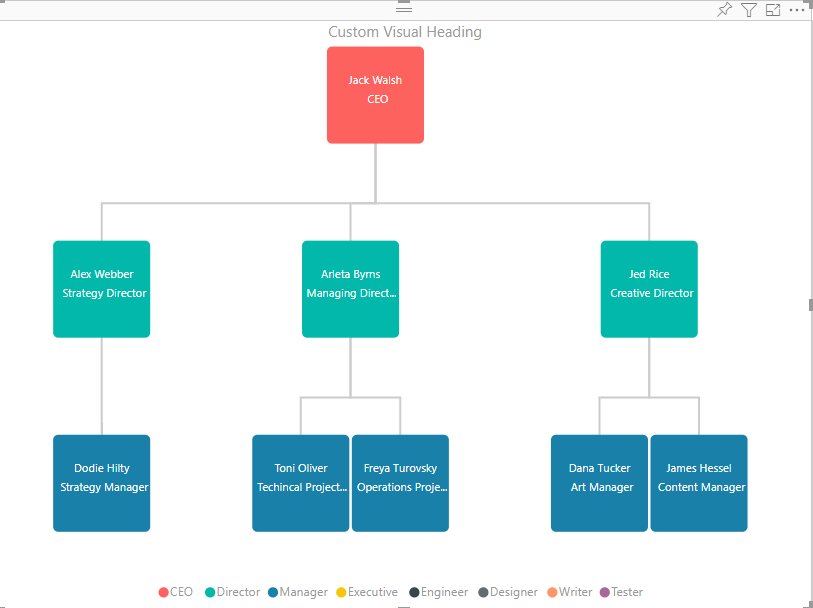 Custom Visual Heading
Jack Walsh
CEO
Alex Webber
Strategy Director
Arleta Byrns
Managing Direct...
Jed Rice
Creative Director
Dodie Hilty
Strategy Manager
Toni Oliver
Techincal Project...
Freya Turovsky
Operations Proje...
Dana Tucker
Art Manager
James Hessel
Content Manager
CEO Director Manager Executive Engineer Designer Writer Tester